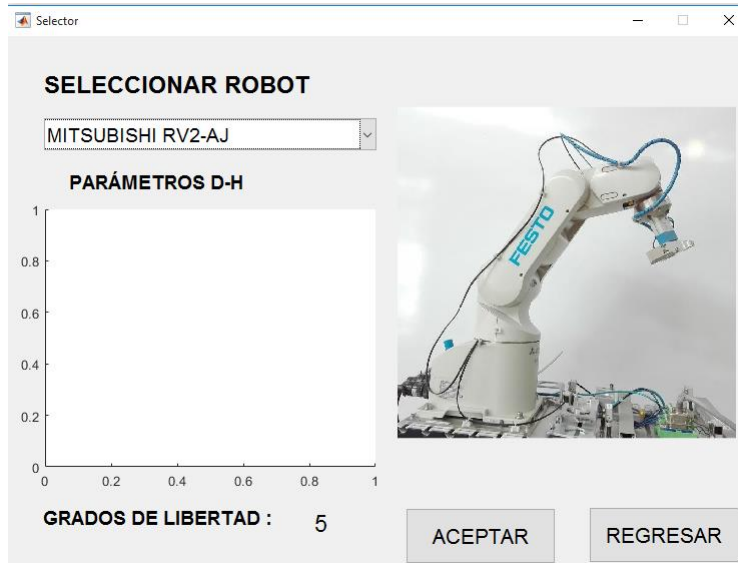 Selector
SELECCIONAR ROBOT
MITSUBISHI RV2-AJ
PARÁMETROS D-H
1
0.8
0.6
0.4
0.2
0
0 0.2 0.4 0.6 0.8 1
FESTO
GRADOS DE LIBERTAD : 5
ACEPTAR
REGRESAR